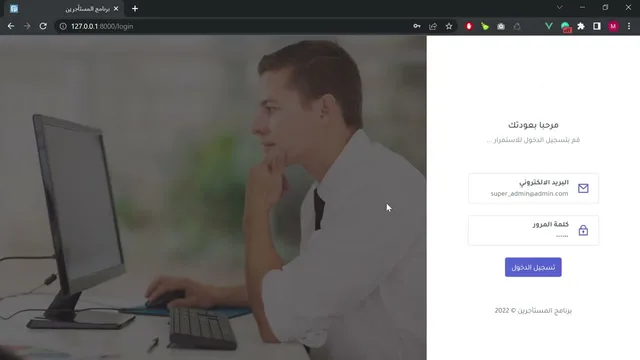 برنامج المستأجرين
127.0.0.1:8000/login
M
مرحبا بعودتك
قم بتسجيل الدخول للاستمرار ...
البريد الالكتروني
super_admin@admin.com
كلمة المرور
تسجيل الدخول
برنامج المستأجرين © 2022